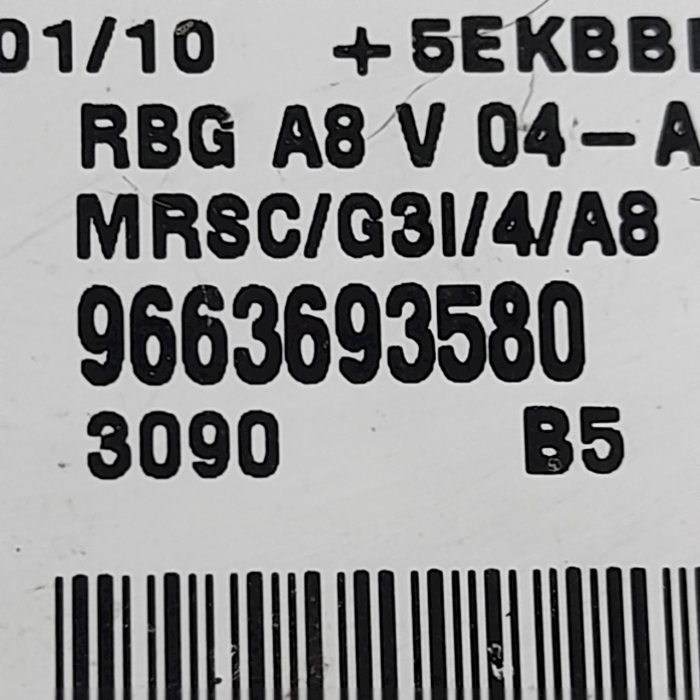 01/10 +5EKBB
RBG A8 V 04-A
MRSC/G3I/4/A8
9663693580
3090 B5